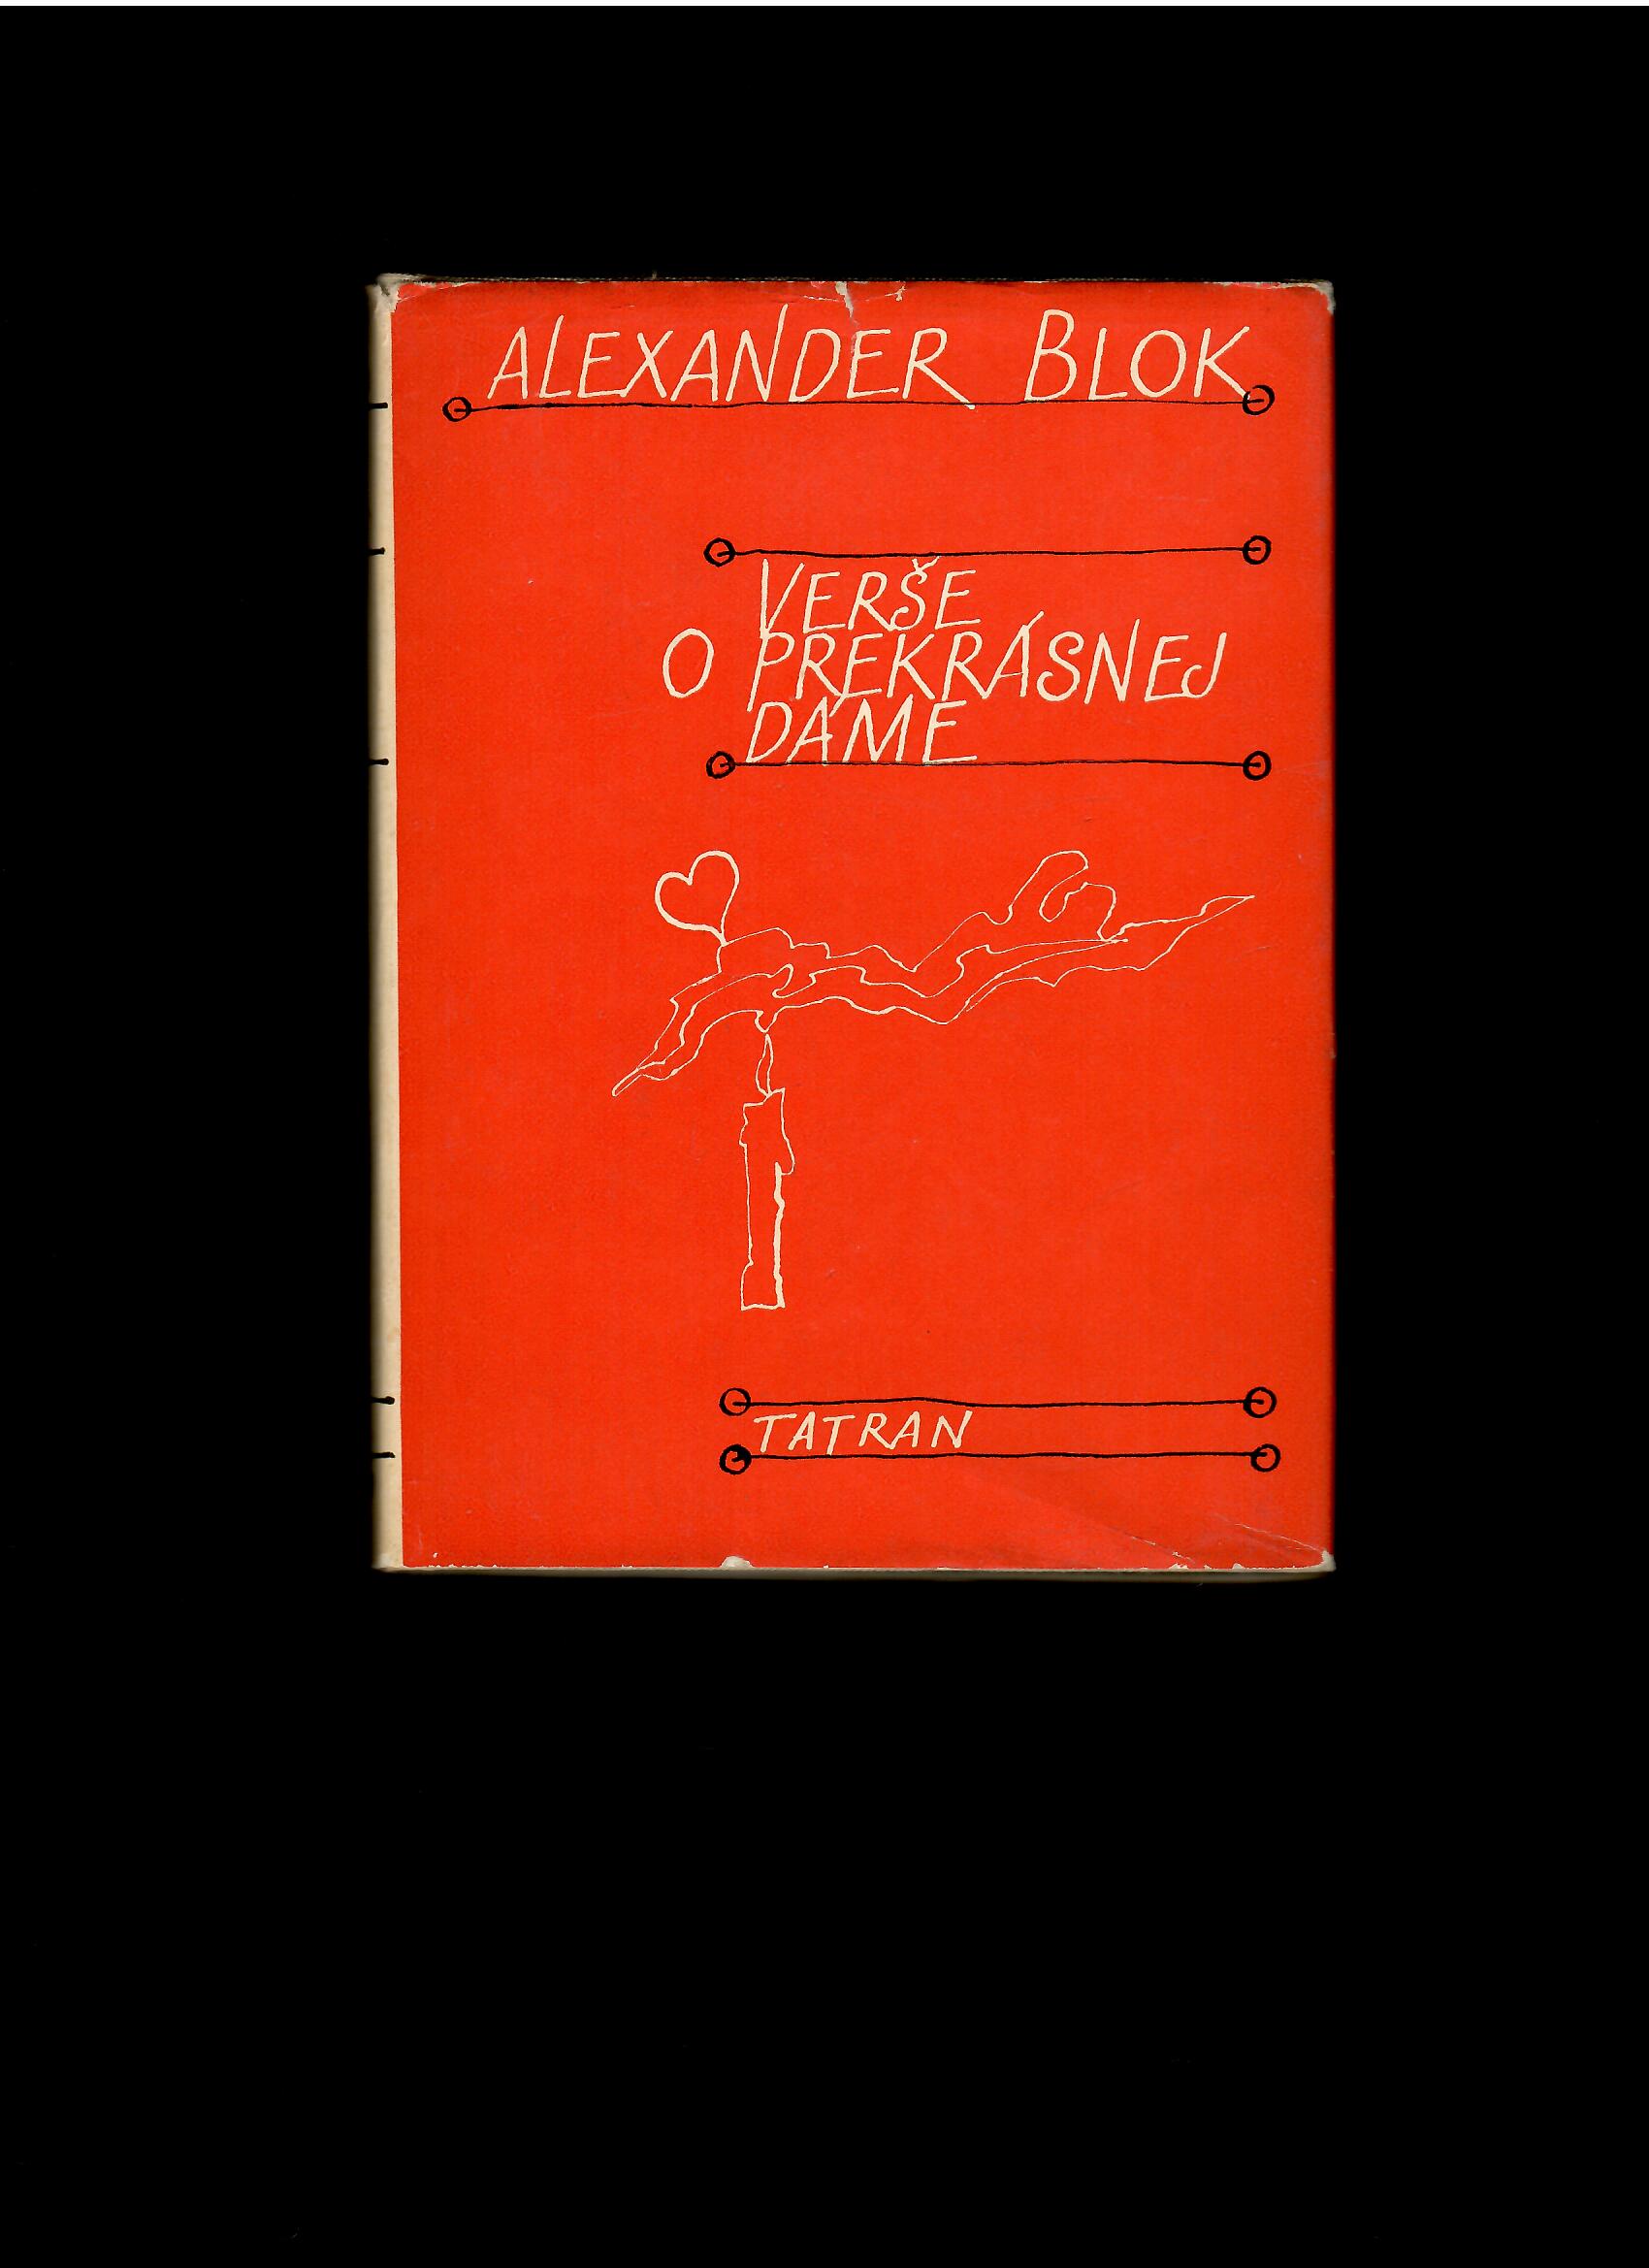 ALEXANDER BLOK
VERŠE
O PREKRÁSNEJ
DÁME
TATRAN